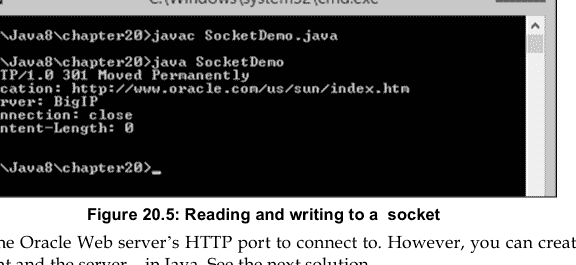 C:\Windows\system32\cmd.exe
\Java8\chapter20>javac SocketDemo.java
\Java8\chapter20>java SocketDemo
TP/1.0 301 Moved Permanently
cation: http://www.oracle.com/us/sun/index.htm
rver: BigIP
nnection: close
ntent-Length: 0
\Java8\chapter20>_
Figure 20.5: Reading and writing to a socket
he Oracle Web server's HTTP port to connect to. However, you can creat
nt and the server—in Java. See the next solution